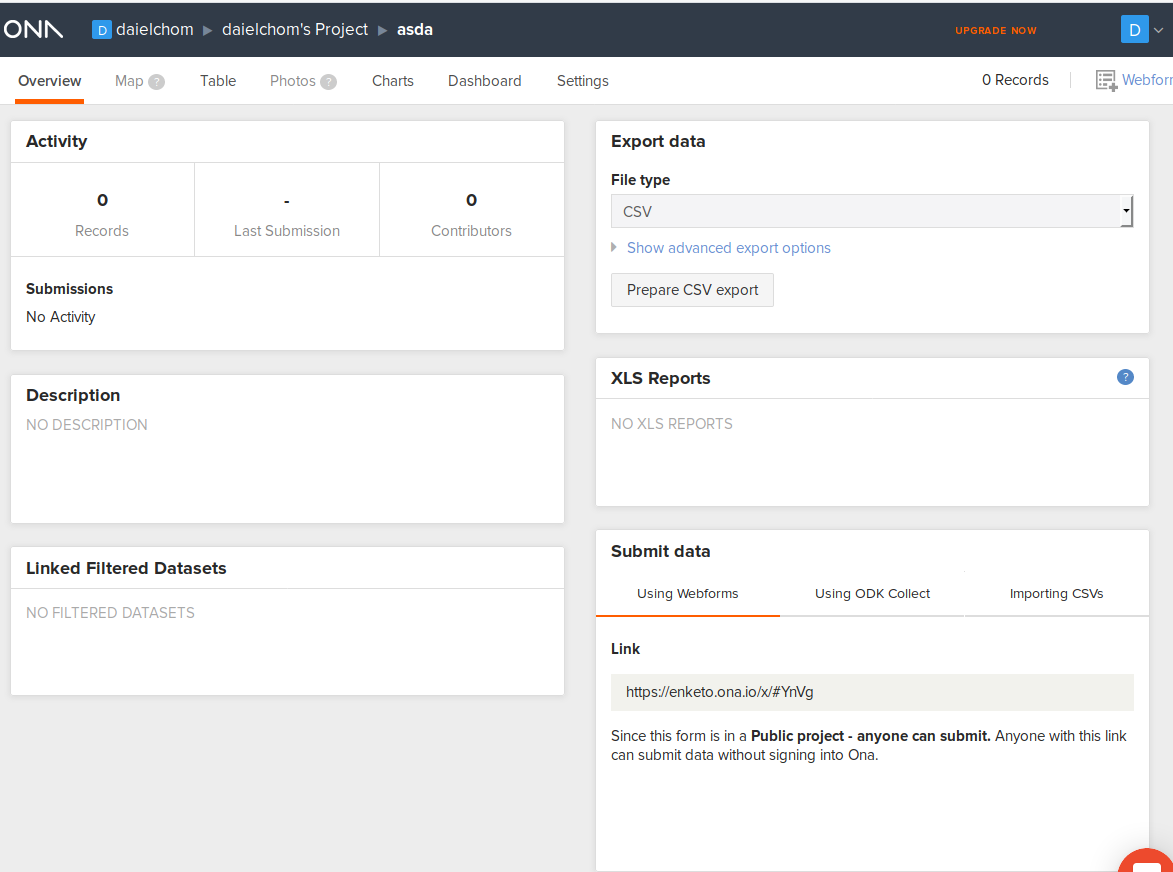 ONA D daielchom ▶ daielchom's Project ▶ asda UPGRADE NOW D
Overview Map ? Table Photos ? Charts Dashboard Settings 0 Records Webfor
Activity
0 - 0
Records Last Submission Contributors
Submissions
No Activity
Description
NO DESCRIPTION
Linked Filtered Datasets
NO FILTERED DATASETS
Export data
File type
CSV
Show advanced export options
Prepare CSV export
XLS Reports ?
NO XLS REPORTS
Submit data
Using Webforms Using ODK Collect Importing CSVs
Link
https://enketo.ona.io/x/#YnVg
Since this form is in a Public project - anyone can submit. Anyone with this link
can submit data without signing into Ona.